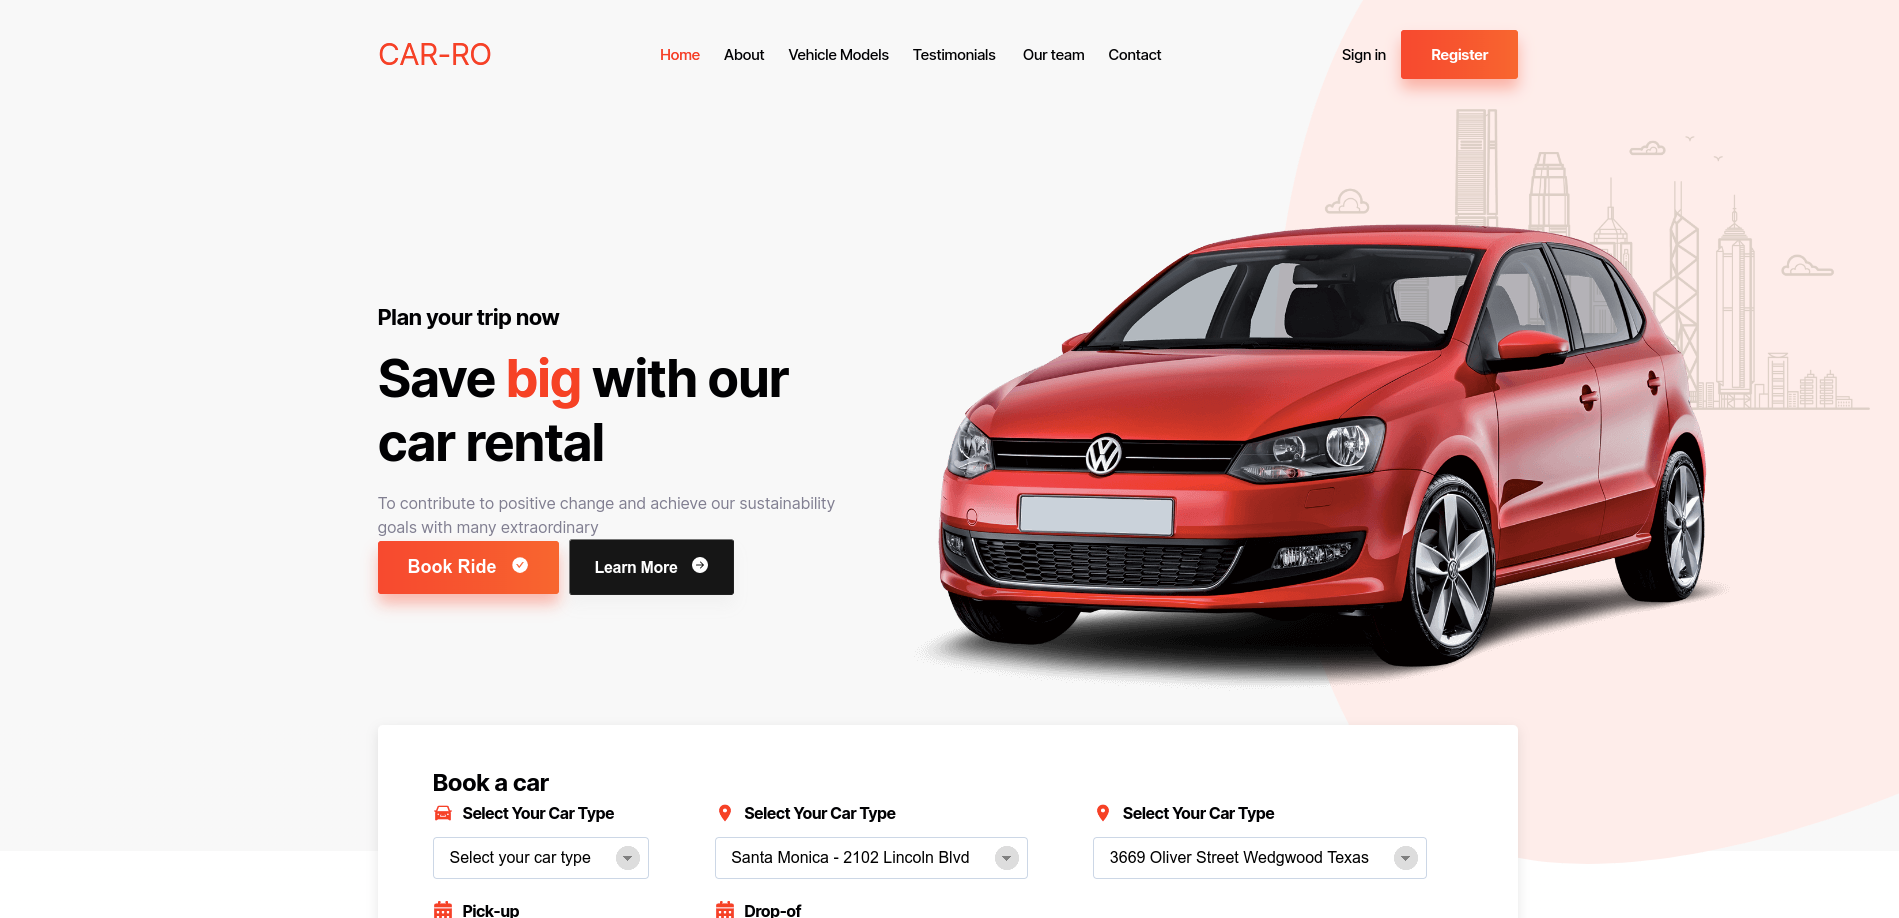 CAR-RO
Home About Vehicle Models Testimonials Our team Contact
Sign in Register
Plan your trip now
Save big with our
car rental
To contribute to positive change and achieve our sustainability
goals with many extraordinary
Book Ride Learn More
Book a car
Select Your Car Type Select Your Car Type Select Your Car Type
Select your car type Santa Monica - 2102 Lincoln Blvd 3669 Oliver Street Wedgwood Texas
Pick-up Drop-of